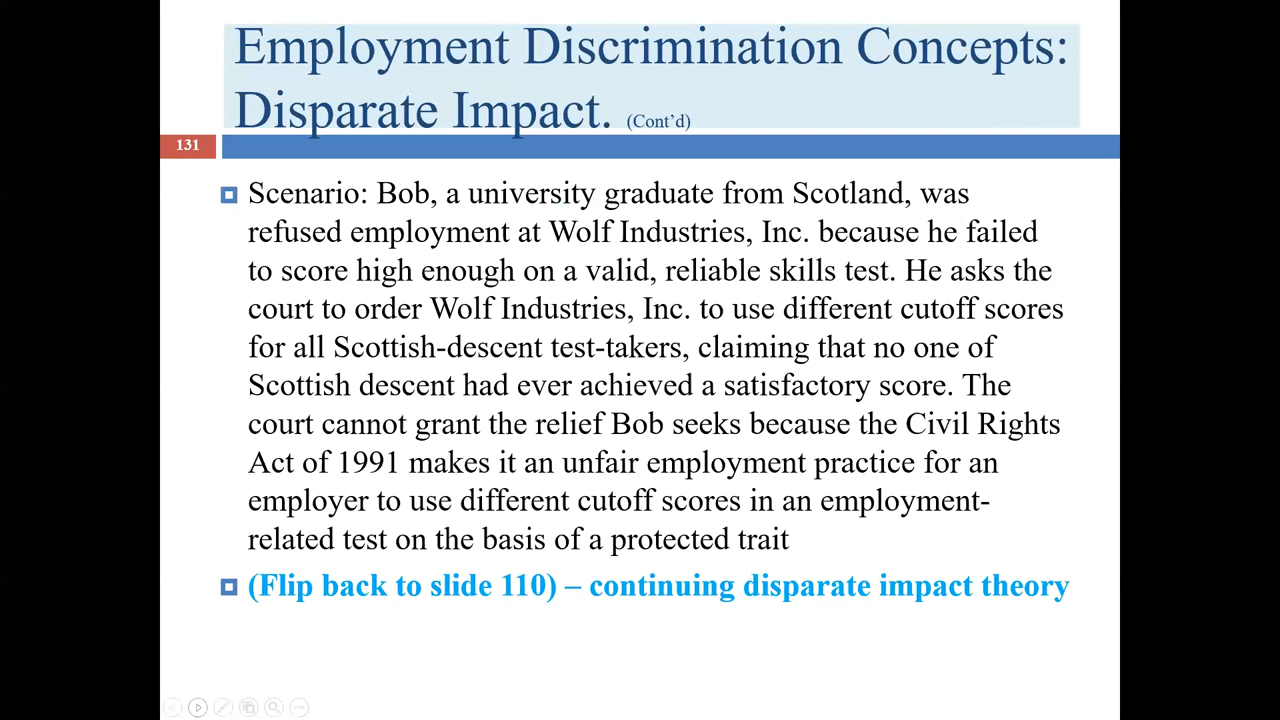 Employment Discrimination Concepts:
Disparate Impact. (Cont’d)
131
Scenario: Bob, a university graduate from Scotland, was
refused employment at Wolf Industries, Inc. because he failed
to score high enough on a valid, reliable skills test. He asks the
court to order Wolf Industries, Inc. to use different cutoff scores
for all Scottish-descent test-takers, claiming that no one of
Scottish descent had ever achieved a satisfactory score. The
court cannot grant the relief Bob seeks because the Civil Rights
Act of 1991 makes it an unfair employment practice for an
employer to use different cutoff scores in an employment-
related test on the basis of a protected trait
(Flip back to slide 110) – continuing disparate impact theory